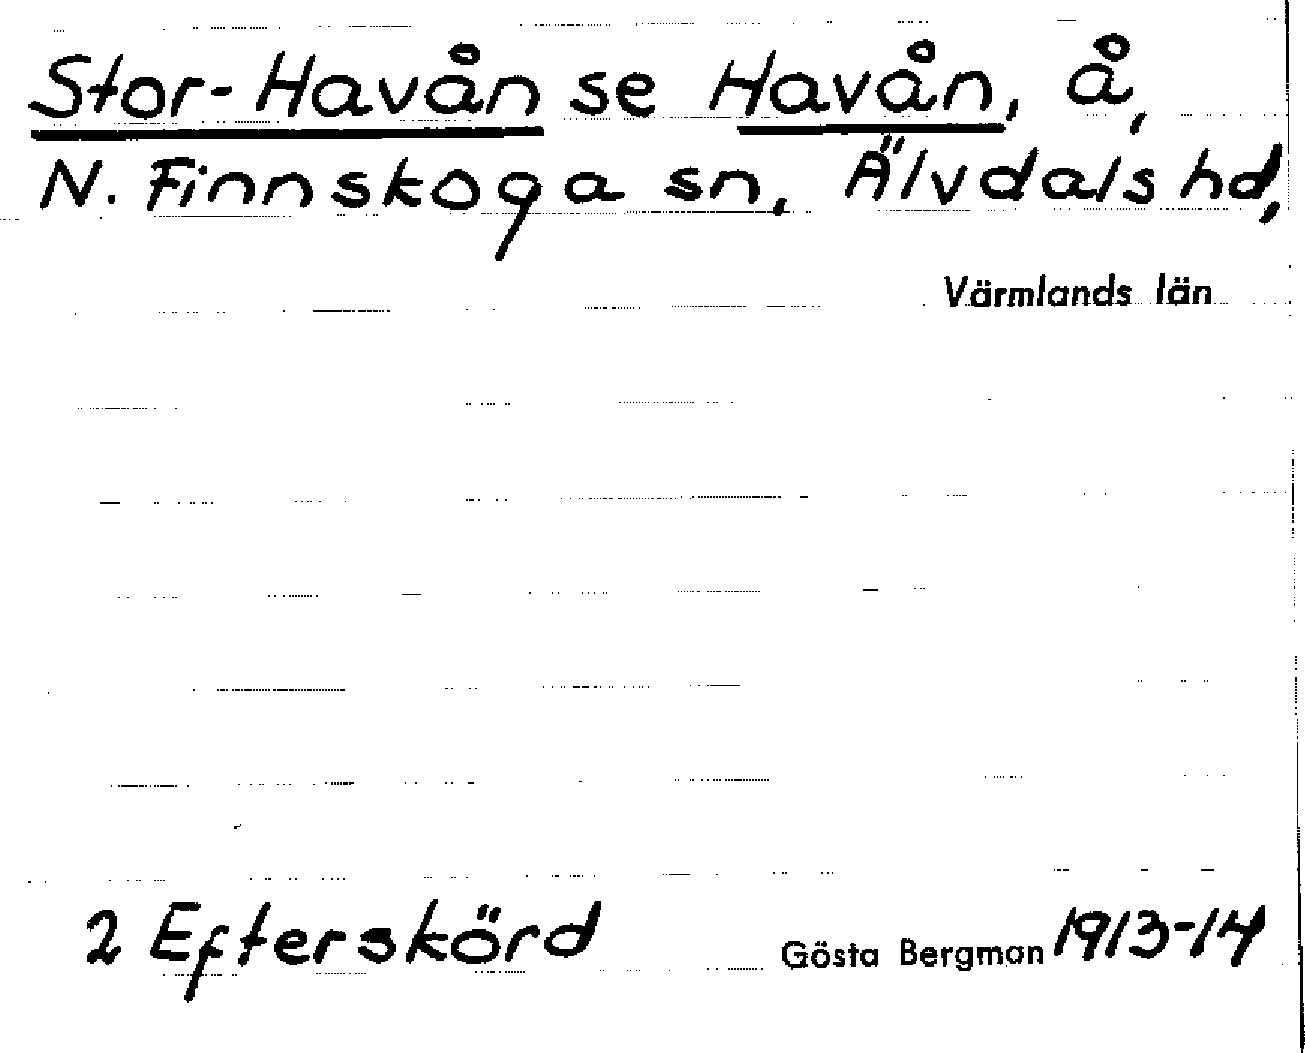 Stor-Havån se Havån, å,
N. Finnskoga sn, Älvdals hd,
Värmlands län
2 Efterskörd Gösta Bergman 1913-14